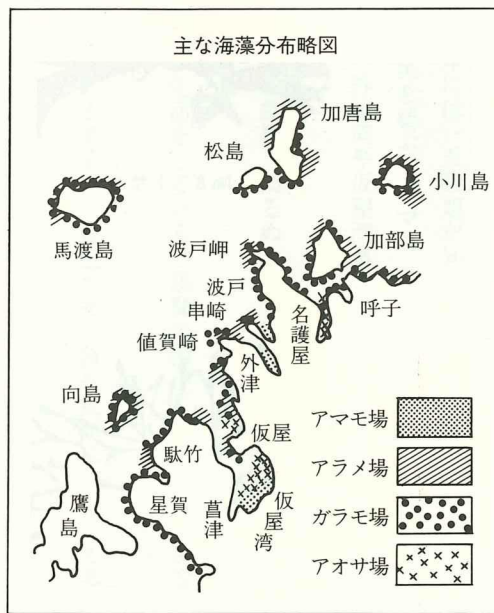 主な海藻分布略図
加唐島
松島
小川島
馬渡島
加部島
波戸岬
波戸
呼子
串崎
名護屋
値賀崎
外津
向島
仮屋
駄竹
鷹島
星賀
菖津
仮屋湾
アマモ場
アラメ場
ガラモ場
アオサ場